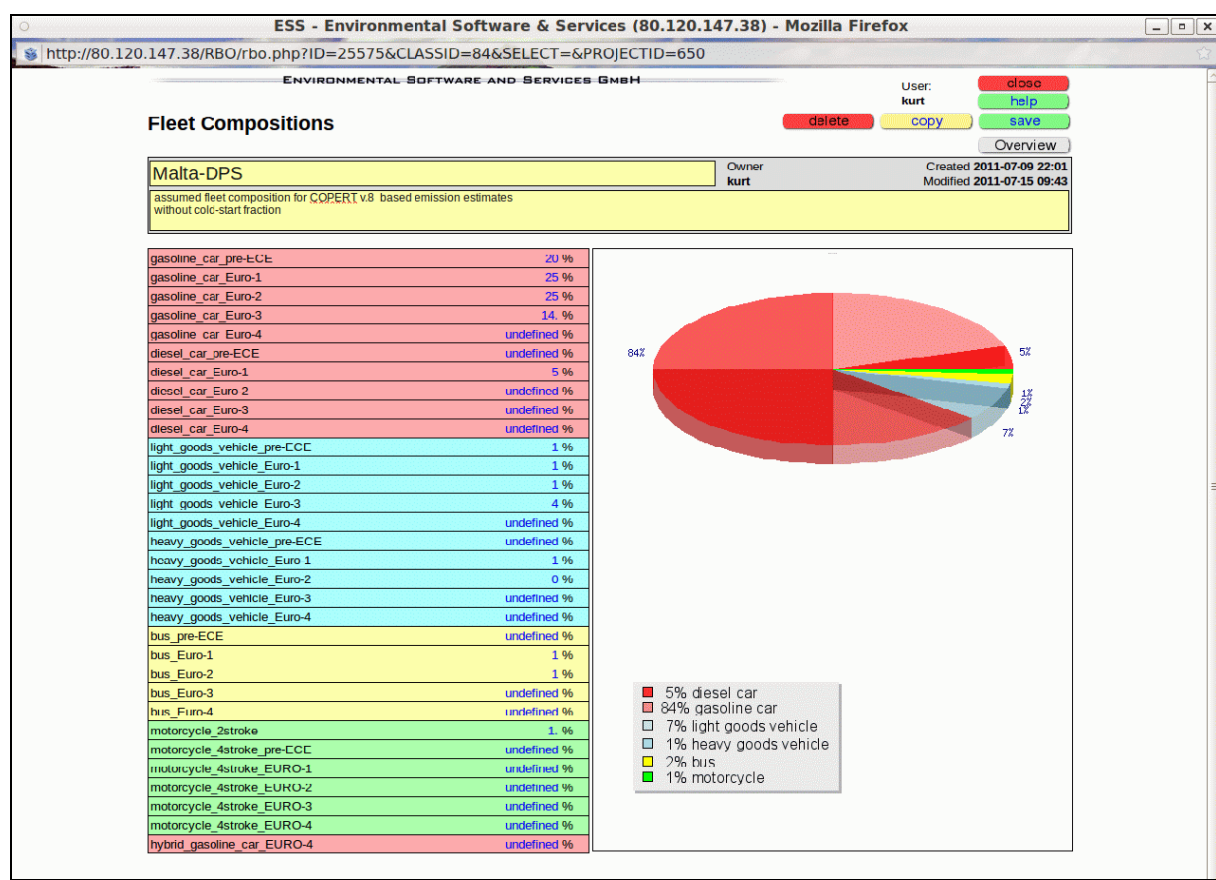 ESS - Environmental Software & Services (80.120.147.38) - Mozilla Firefox
http://80.120.147.38/RBO/rbo.php?ID=25575&CLASSID=84&SELECT=&PROJECTID=650
Environmental Software and Services GmbH
User: close
kurt help
Fleet Compositions delete copy save
Overview
Malta-DPS Owner Created 2011-07-09 22:01
kurt Modified 2011-07-15 09:43
assumed fleet composition for COPERT v.8 based emission estimates
without cold-start fraction
gasoline_car_pre-ECE 20 %
gasoline_car_Euro-1 25 %
gasoline_car_Euro-2 25 %
gasoline_car_Euro-3 14. %
gasoline_car_Euro-4 undefined %
diesel_car_pre-ECE undefined %
diesel_car_Euro-1 5 %
diesel_car_Euro-2 undefined %
diesel_car_Euro-3 undefined %
diesel_car_Euro-4 undefined %
light_goods_vehicle_pre-ECE 1 %
light_goods_vehicle_Euro-1 1 %
light_goods_vehicle_Euro-2 1 %
light_goods_vehicle_Euro-3 4 %
light_goods_vehicle_Euro-4 undefined %
heavy_goods_vehicle_pre-ECE undefined %
heavy_goods_vehicle_Euro-1 1 %
heavy_goods_vehicle_Euro-2 0 %
heavy_goods_vehicle_Euro-3 undefined %
heavy_goods_vehicle_Euro-4 undefined %
bus_pre-ECE undefined %
bus_Euro-1 1 %
bus_Euro-2 1 %
bus_Euro-3 undefined %
bus_Euro-4 undefined %
motorcycle_2stroke 1. %
motorcycle_4stroke_pre-ECE undefined %
motorcycle_4stroke_EURO-1 undefined %
motorcycle_4stroke_EURO-2 undefined %
motorcycle_4stroke_EURO-3 undefined %
motorcycle_4stroke_EURO-4 undefined %
hybrid_gasoline_car_EURO-4 undefined %
84%
5%
1%
2%
1%
7%
5% diesel car
84% gasoline car
7% light goods vehicle
1% heavy goods vehicle
2% bus
1% motorcycle